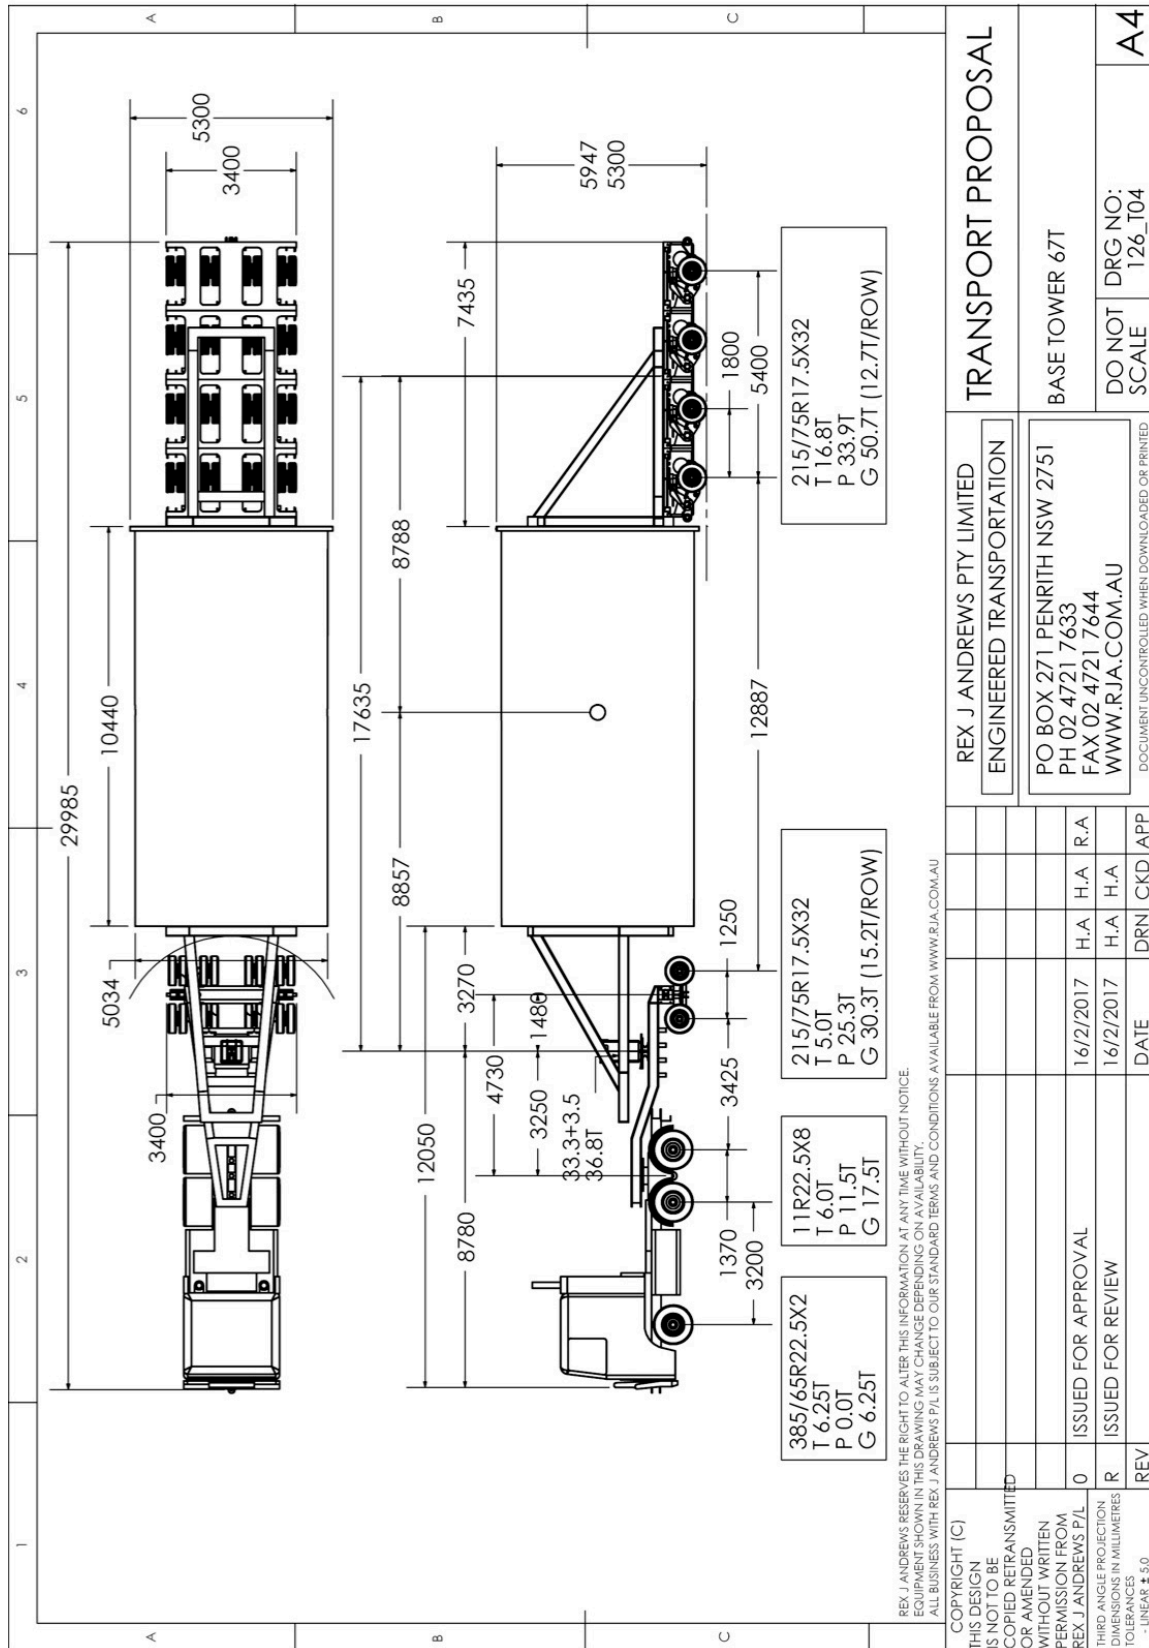 1
2
3
4
5
6
A
B
C
A
B
C
29985
10440
5300
3400
5034
3400
17635
8857
8788
12050
8780
3270
4730
1480
3250
33.3+3.5
36.8T
7435
5947
5300
1250
3425
1370
3200
12887
1800
5400
385/65R22.5X2
T 6.25T
P 0.0T
G 6.25T
11R22.5X8
T 6.0T
P 11.5T
G 17.5T
215/75R17.5X32
T 5.0T
P 25.3T
G 30.3T (15.2T/ROW)
215/75R17.5X32
T 16.8T
P 33.9T
G 50.7T (12.7T/ROW)
REX J ANDREWS RESERVES THE RIGHT TO ALTER THIS INFORMATION AT ANY TIME WITHOUT NOTICE.
EQUIPMENT SHOWN IN THIS DRAWING MAY CHANGE DEPENDING ON AVAILABILITY.
ALL BUSINESS WITH REX J ANDREWS P/L IS SUBJECT TO OUR STANDARD TERMS AND CONDITIONS AVAILABLE FROM WWW.RJA.COM.AU
COPYRIGHT (C)
THIS DESIGN
IS NOT TO BE
COPIED RETRANSMITTED
OR AMENDED
WITHOUT WRITTEN
PERMISSION FROM
REX J ANDREWS P/L
THIRD ANGLE PROJECTION
DIMENSIONS IN MILLIMETRES
TOLERANCES
- LINEAR ± 5.0
0 ISSUED FOR APPROVAL 16/2/2017 H.A H.A R.A
R ISSUED FOR REVIEW 16/2/2017 H.A H.A
REV DATE DRN CKD APP
REX J ANDREWS PTY LIMITED
ENGINEERED TRANSPORTATION
PO BOX 271 PENRITH NSW 2751
PH 02 4721 7633
FAX 02 4721 7644
WWW.RJA.COM.AU
DOCUMENT UNCONTROLLED WHEN DOWNLOADED OR PRINTED
TRANSPORT PROPOSAL
BASE TOWER 67T
DO NOT
SCALE
DRG NO:
126_T04
A4